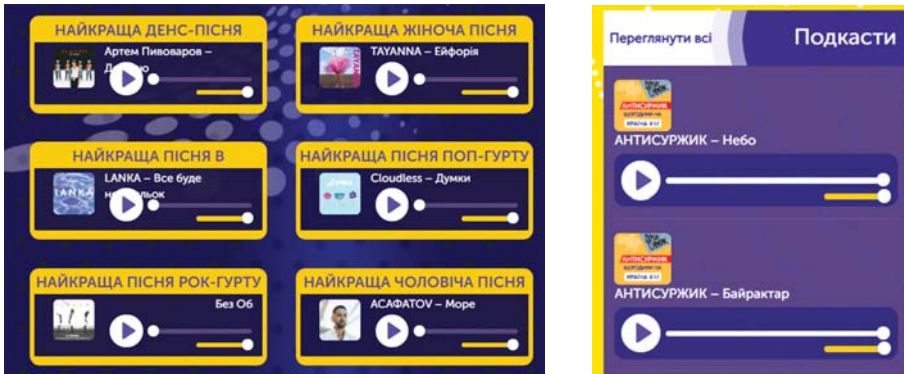 НАЙКРАЩА ДЕНС-ПІСНЯ
Артем Пивоваров –
НАЙКРАЩА ЖІНОЧА ПІСНЯ
TAYANNA – Ейфорія
НАЙКРАЩА ПІСНЯ В
LANKA – Все буде
LANKA
НАЙКРАЩА ПІСНЯ ПОП-ГУРТУ
Cloudless – Думки
НАЙКРАЩА ПІСНЯ РОК-ГУРТУ
Без Об
НАЙКРАЩА ЧОЛОВІЧА ПІСНЯ
АСАФАТОV – Море
Переглянути всі
Подкасти
АНТИСУРЖИК
АНТИСУРЖИК – Небо
АНТИСУРЖИК
АНТИСУРЖИК – Байрактар